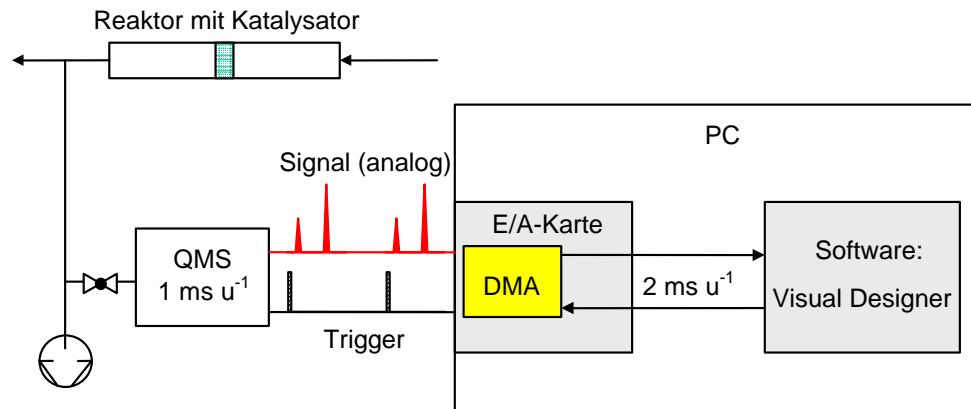 Reaktor mit Katalysator
PC
Signal (analog)
E/A-Karte
QMS
1 ms u⁻¹
DMA
2 ms u⁻¹
Software:
Visual Designer
Trigger